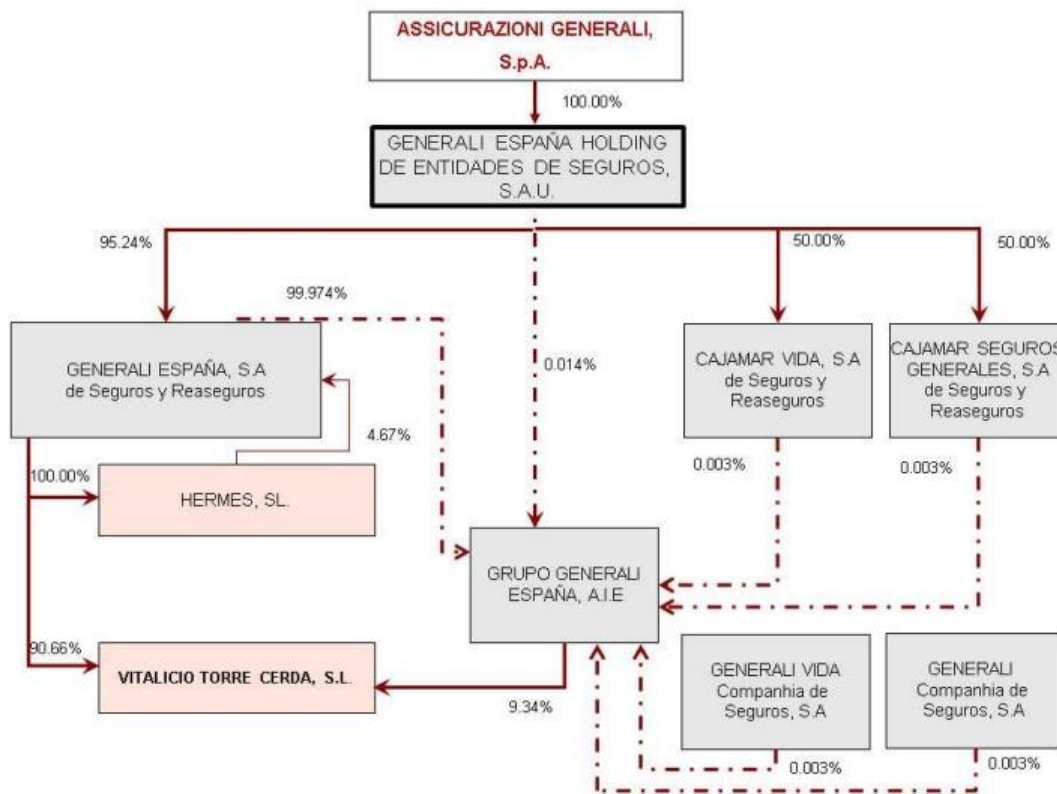 ASSICURAZIONI GENERALI,
S.p.A.
100.00%
GENERALI ESPAÑA HOLDING
DE ENTIDADES DE SEGUROS,
S.A.U.
95.24%
50.00%
50.00%
99.974%
0.014%
GENERALI ESPAÑA, S.A
de Seguros y Reaseguros
CAJAMAR VIDA, S.A
de Seguros y
Reaseguros
CAJAMAR SEGUROS
GENERALES, S.A
de Seguros y
Reaseguros
4.67%
0.003%
0.003%
100.00%
HERMES, SL.
GRUPO GENERALI
ESPAÑA, A.I.E
90.66%
VITALICIO TORRE CERDA, S.L.
9.34%
GENERALI VIDA
Companhia de
Seguros, S.A
GENERALI
Companhia de
Seguros, S.A
0.003%
0.003%